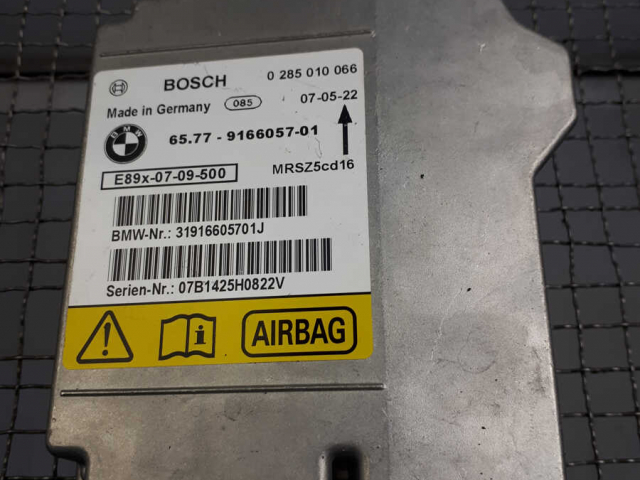 BOSCH 0 285 010 066
Made in Germany 085 07-05-22
BMW 65.77 - 9166057-01
E89x-07-09-500 MRSZ5cd16
BMW-Nr.: 31916605701J
Serien-Nr.: 07B1425H0822V
AIRBAG